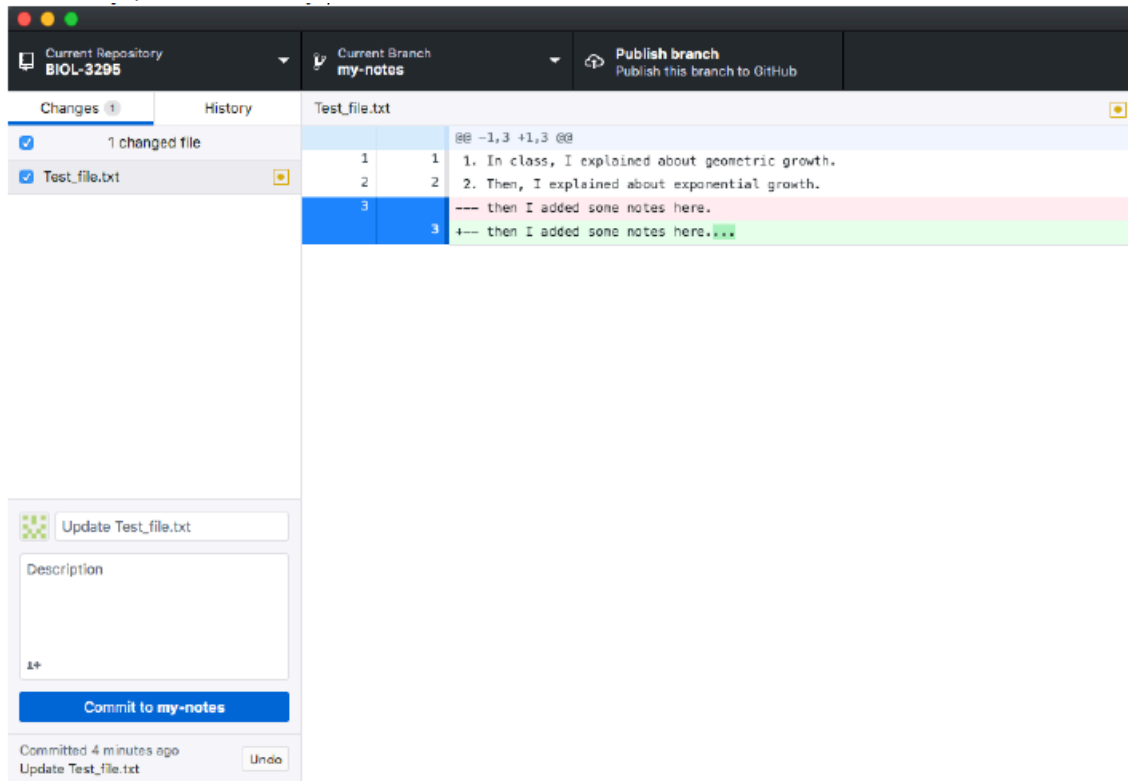 Current Repository
BIOL-3295
Current Branch
my-notes
Publish branch
Publish this branch to GitHub
Changes 1
History
1 changed file
Test_file.txt
Test_file.txt
@@ -1,3 +1,3 @@
1 1 1. In class, I explained about geometric growth.
2 2 2. Then, I explained about exponential growth.
3 --- then I added some notes here.
3 +-- then I added some notes here....
Update Test_file.txt
Description
Commit to my-notes
Committed 4 minutes ago
Update Test_file.txt
Undo